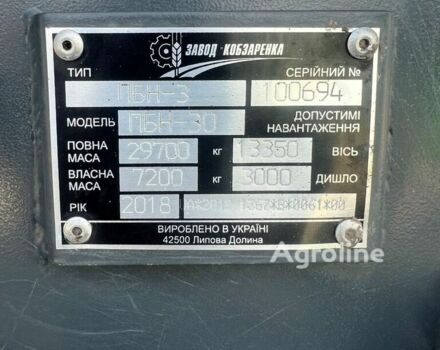 ЗАВОД КОБЗАРЕНКА
ТИП СЕРІЙНИЙ №
ПБН-3 100694
МОДЕЛЬ ПБН-30 ДОПУСТИМІ НАВАНТАЖЕННЯ
ПОВНА МАСА 29700 кг 13350 ВІСЬ
ВЛАСНА МАСА 7200 кг 3000 ДИШЛО
РІК 2018
ВИРОБЛЕНО В УКРАЇНІ
42500 Липова Долина
Agroline